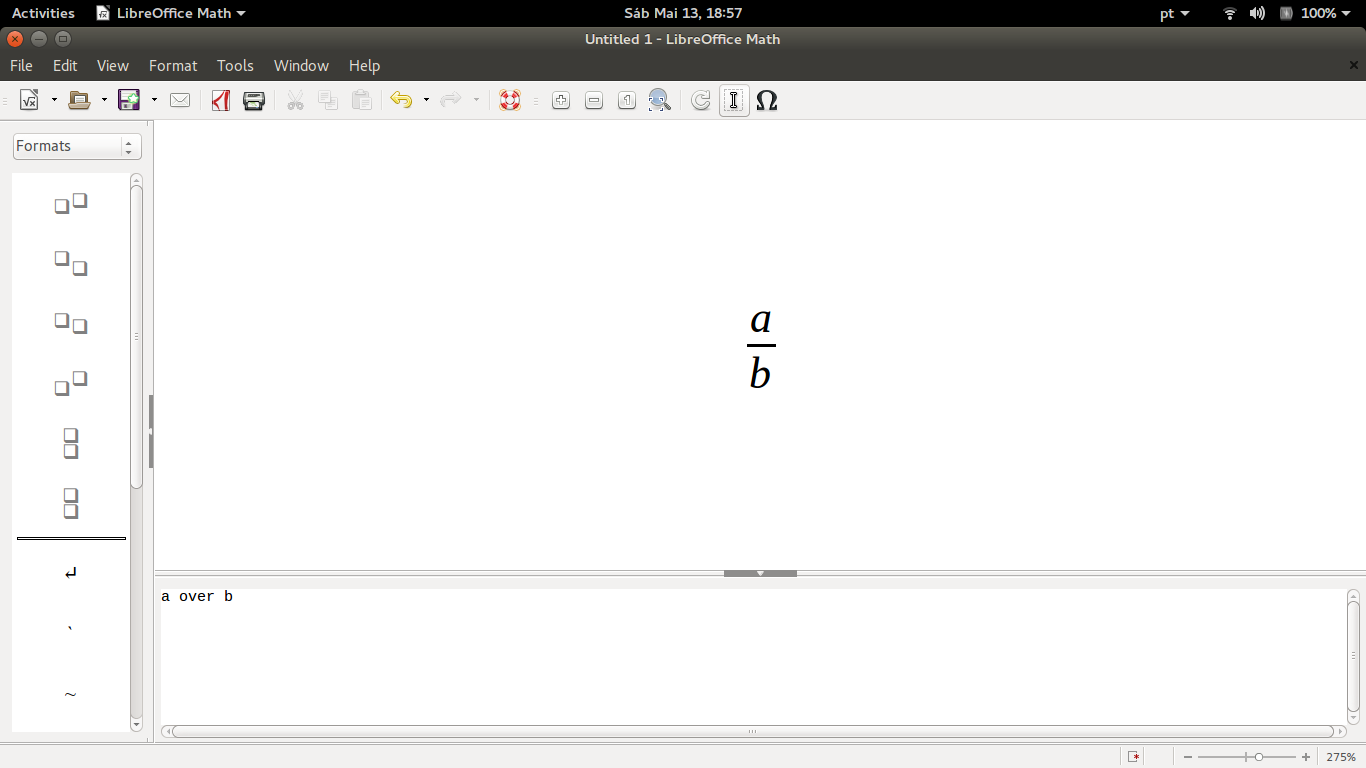 Activities LibreOffice Math Sáb Mai 13, 18:57 pt 100%
Untitled 1 - LibreOffice Math
File Edit View Format Tools Window Help
Formats
a
b
a over b
275%